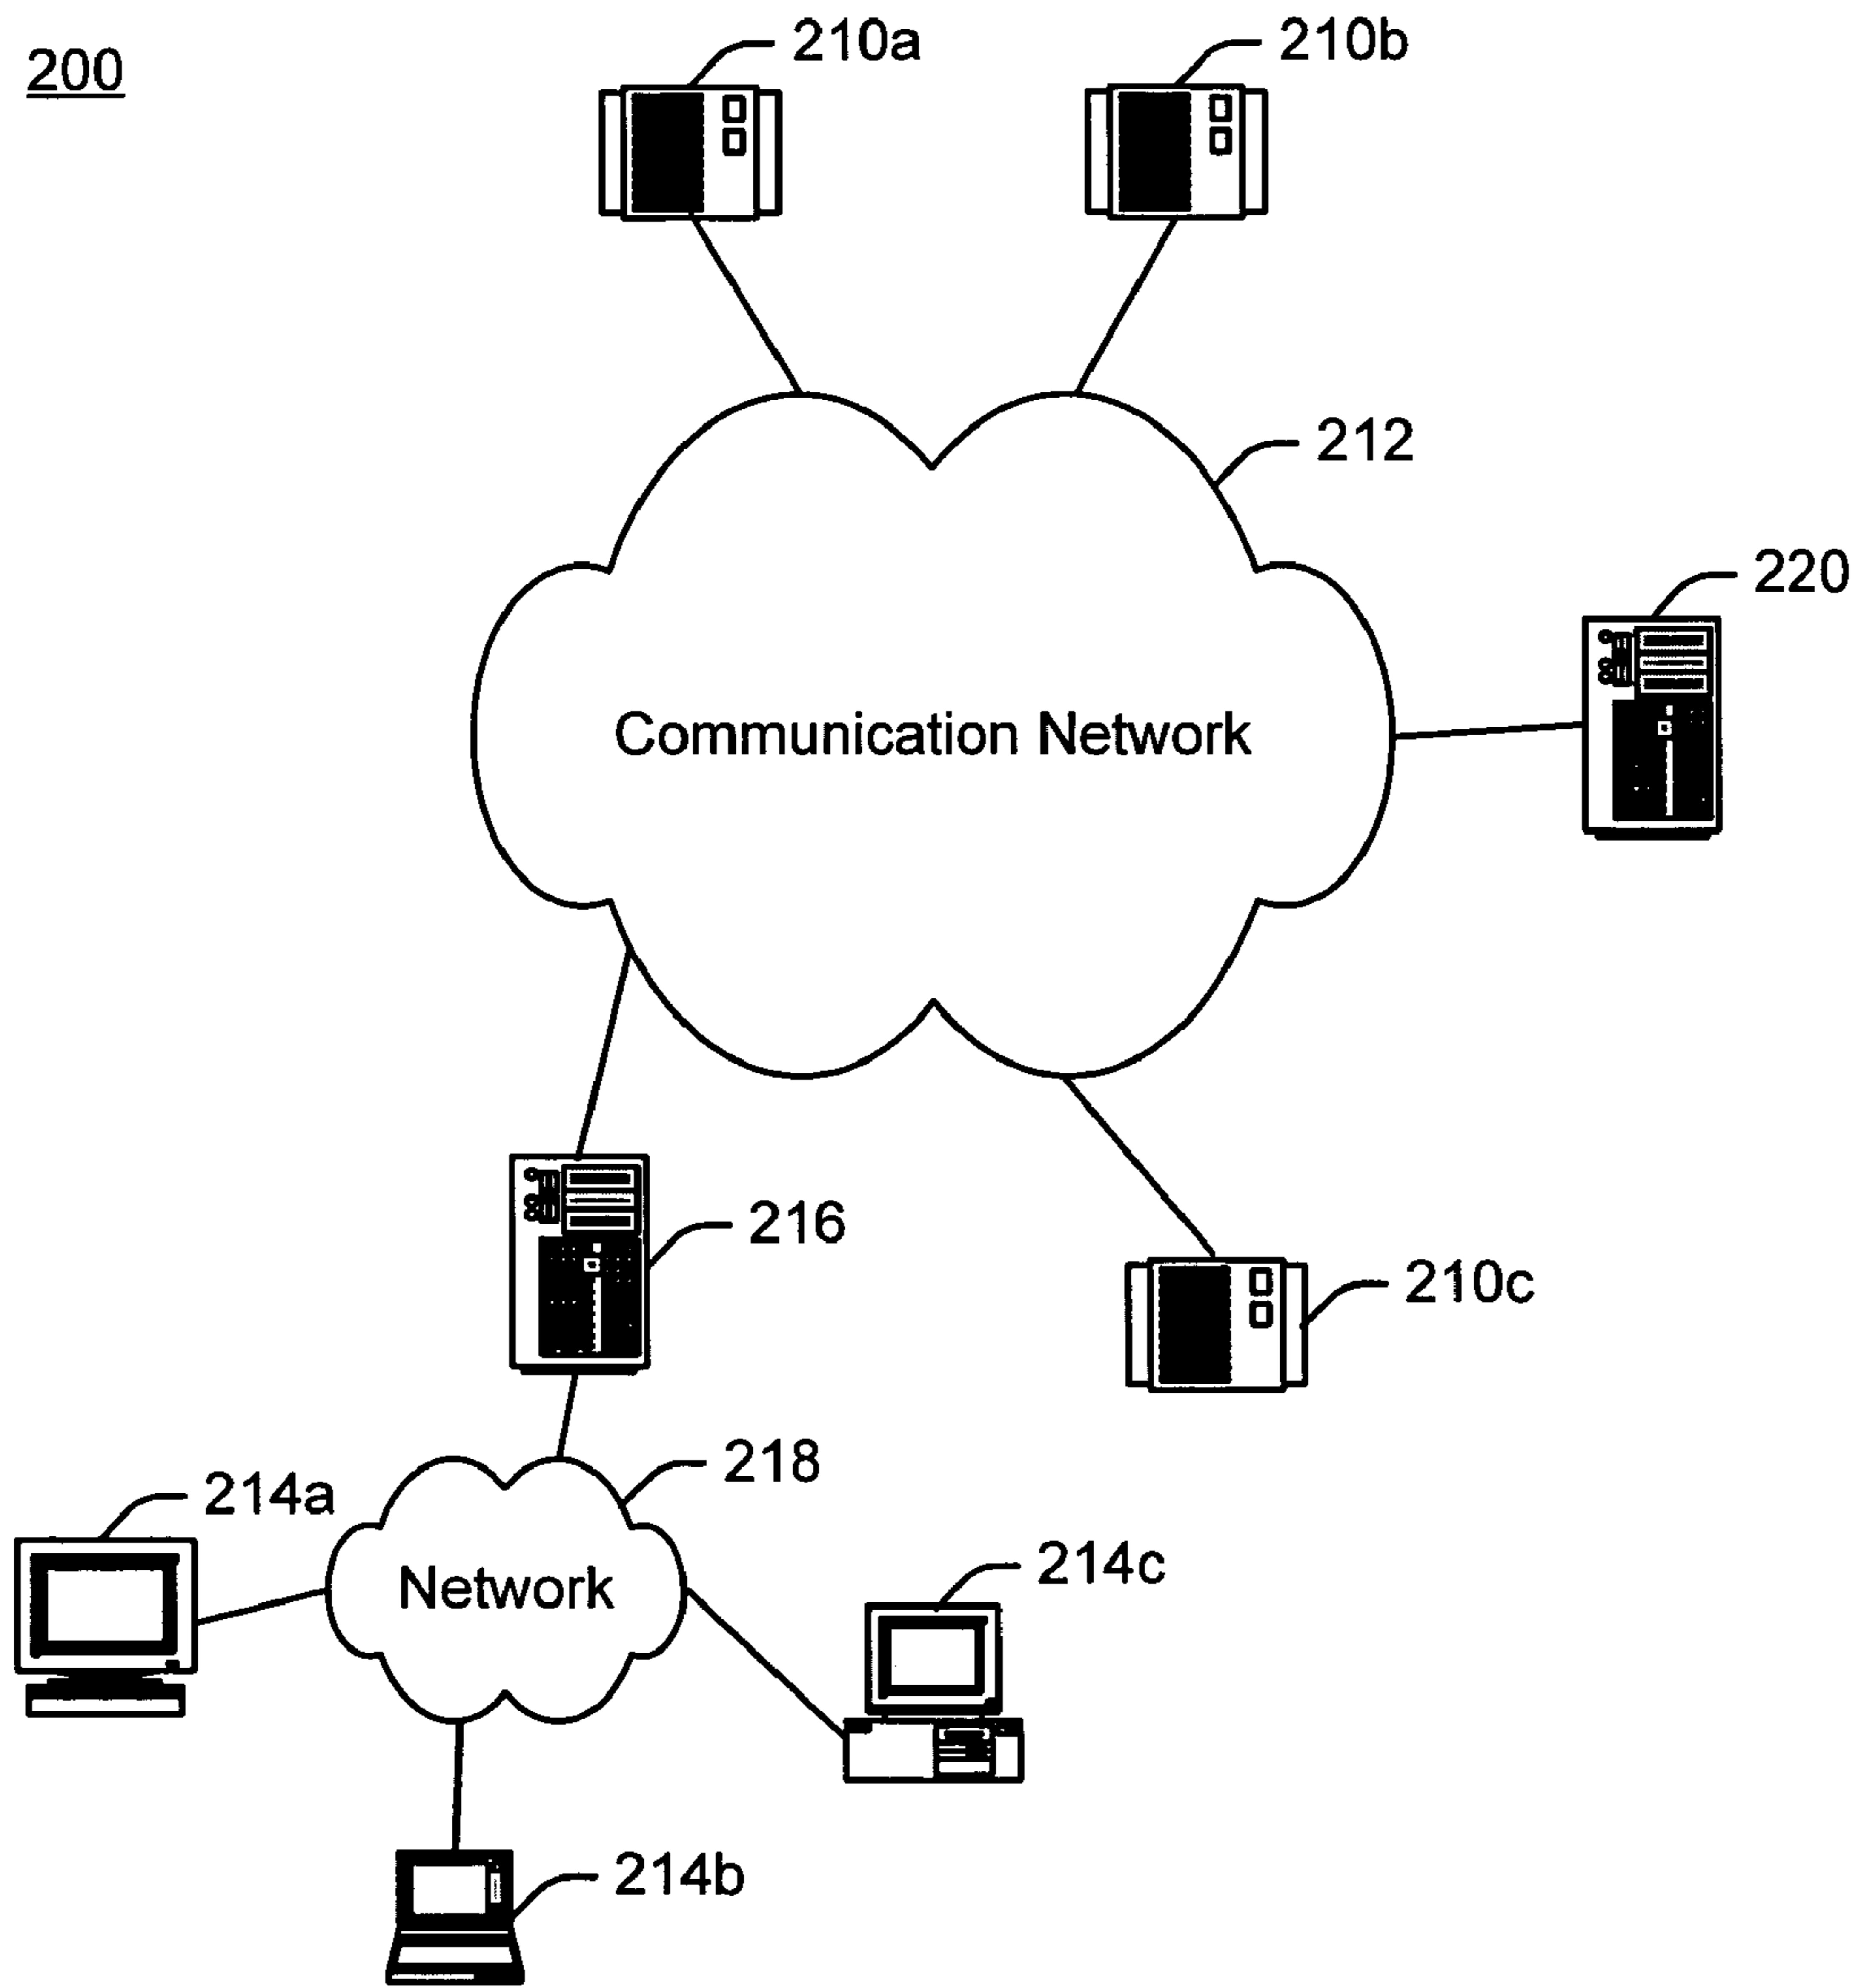 200
210a
210b
212
220
Communication Network
216
210c
218
214a
Network
214c
214b